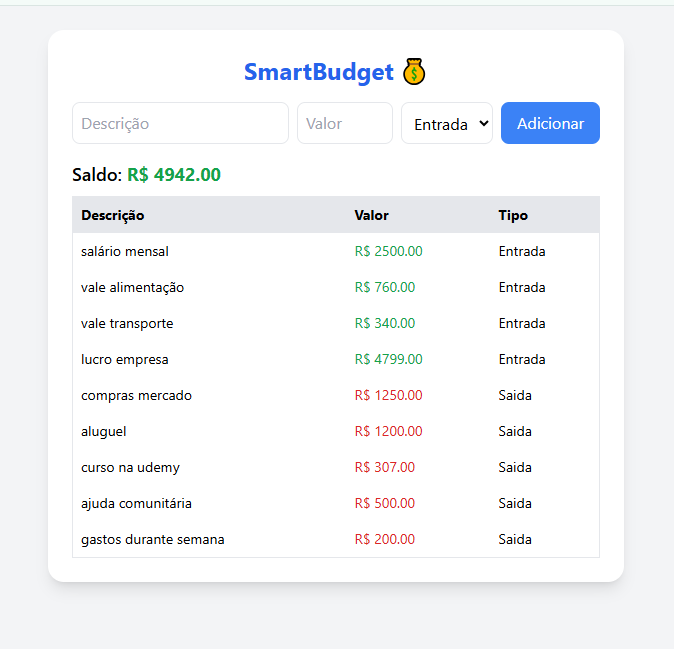 SmartBudget 💰
Descrição Valor Entrada Adicionar
Saldo: R$ 4942.00
Descrição Valor Tipo
salário mensal R$ 2500.00 Entrada
vale alimentação R$ 760.00 Entrada
vale transporte R$ 340.00 Entrada
lucro empresa R$ 4799.00 Entrada
compras mercado R$ 1250.00 Saida
aluguel R$ 1200.00 Saida
curso na udemy R$ 307.00 Saida
ajuda comunitária R$ 500.00 Saida
gastos durante semana R$ 200.00 Saida